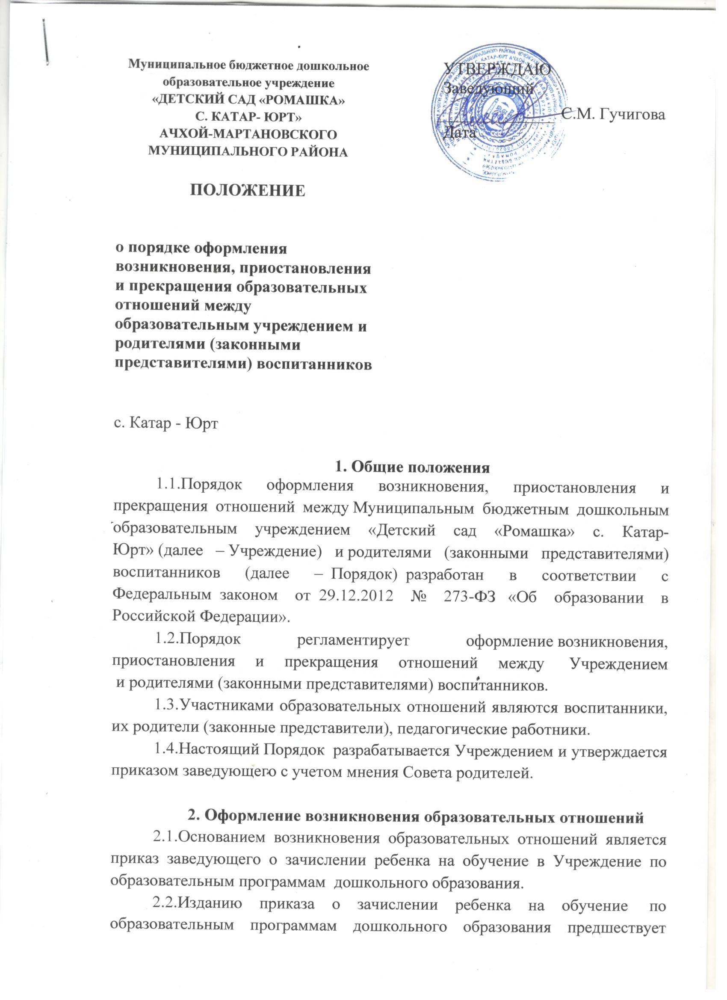 Муниципальное бюджетное дошкольное
образовательное учреждение
«ДЕТСКИЙ САД «РОМАШКА»
С. КАТАР- ЮРТ»
АЧХОЙ-МАРТАНОВСКОГО
МУНИЦИПАЛЬНОГО РАЙОНА
УТВЕРЖДАЮ
Заведующий
С.М. Гучигова
Дата
ПОЛОЖЕНИЕ
о порядке оформления
возникновения, приостановления
и прекращения образовательных
отношений между
образовательным учреждением и
родителями (законными
представителями) воспитанников
с. Катар - Юрт
1. Общие положения
1.1.Порядок оформления возникновения, приостановления и
прекращения отношений между Муниципальным бюджетным дошкольным
образовательным учреждением «Детский сад «Ромашка» с. Катар-
Юрт» (далее – Учреждение) и родителями (законными представителями)
воспитанников (далее – Порядок) разработан в соответствии с
Федеральным законом от 29.12.2012 № 273-ФЗ «Об образовании в
Российской Федерации».
1.2.Порядок регламентирует оформление возникновения,
приостановления и прекращения отношений между Учреждением
и родителями (законными представителями) воспитанников.
1.3.Участниками образовательных отношений являются воспитанники,
их родители (законные представители), педагогические работники.
1.4.Настоящий Порядок разрабатывается Учреждением и утверждается
приказом заведующего с учетом мнения Совета родителей.
2. Оформление возникновения образовательных отношений
2.1.Основанием возникновения образовательных отношений является
приказ заведующего о зачислении ребенка на обучение в Учреждение по
образовательным программам дошкольного образования.
2.2.Изданию приказа о зачислении ребенка на обучение по
образовательным программам дошкольного образования предшествует